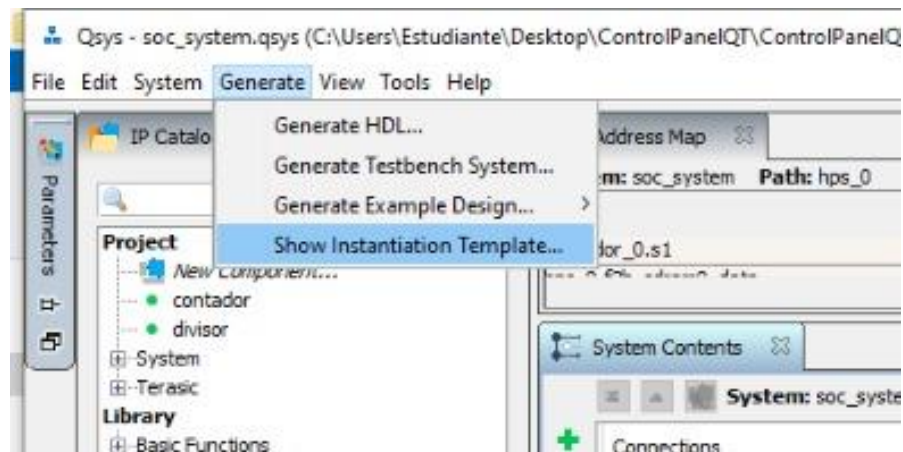 Qsys - soc_system.qsys (C:\Users\Estudiante\Desktop\ControlPanelQT\ControlPanelQ
File Edit System Generate View Tools Help
Generate HDL...
Generate Testbench System...
Generate Example Design...
Show Instantiation Template...
Parameters
IP Catalo
Address Map
m: soc_system Path: hps_0
dor_0.s1
Project
New Component...
contador
divisor
System
Terasic
Library
Basic Functions
System Contents
System: soc_syste
Connections